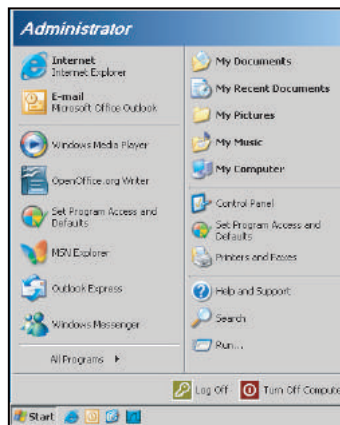 Administrator
Internet
Internet Explorer
E-mail
Microsoft Office Outlook
Windows Media Player
OpenOffice.org Writer
Set Program Access and
Defaults
MSN Explorer
Outlook Express
Windows Messenger
All Programs
My Documents
My Recent Documents
My Pictures
My Music
My Computer
Control Panel
Set Program Access and
Defaults
Printers and Faxes
Help and Support
Search
Run...
Log Off
Turn Off Compute
Start